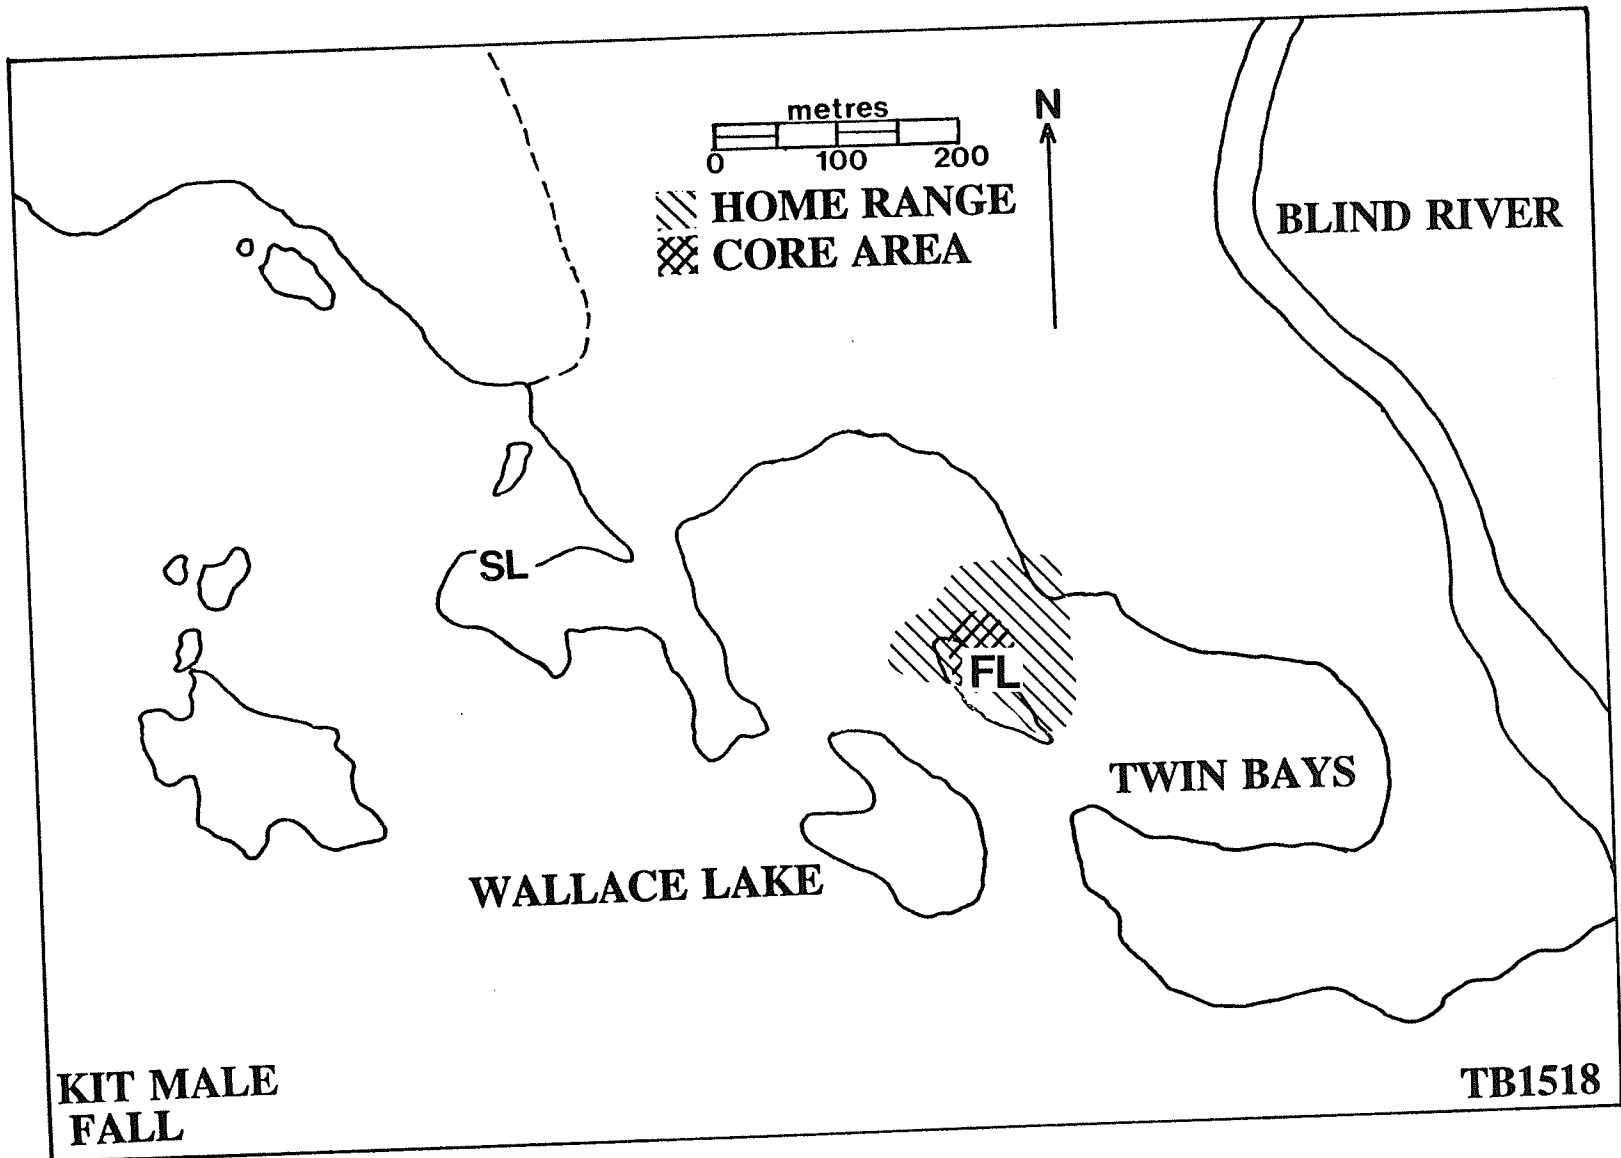 metres
N
0 100 200
HOME RANGE
CORE AREA
BLIND RIVER
SL
FL
TWIN BAYS
WALLACE LAKE
KIT MALE
FALL
TB1518